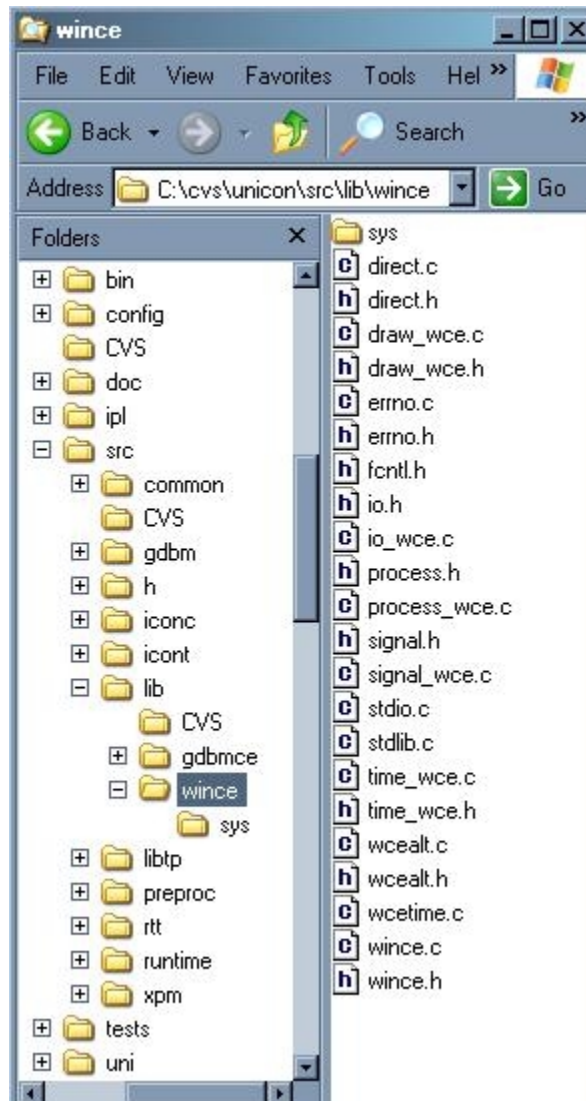 wince
File Edit View Favorites Tools Hel »
Back Search »
Address C:\cvs\unicon\src\lib\wince Go
Folders
bin
config
CVS
doc
ipl
src
common
CVS
gdbm
h
iconc
icont
lib
CVS
gdbmce
wince
sys
libtp
preproc
rtt
runtime
xpm
tests
uni
sys
direct.c
direct.h
draw_wce.c
draw_wce.h
errno.c
errno.h
fcntl.h
io.h
io_wce.c
process.h
process_wce.c
signal.h
signal_wce.c
stdio.c
stdlib.c
time_wce.c
time_wce.h
wcealt.c
wcealt.h
wcetime.c
wince.c
wince.h